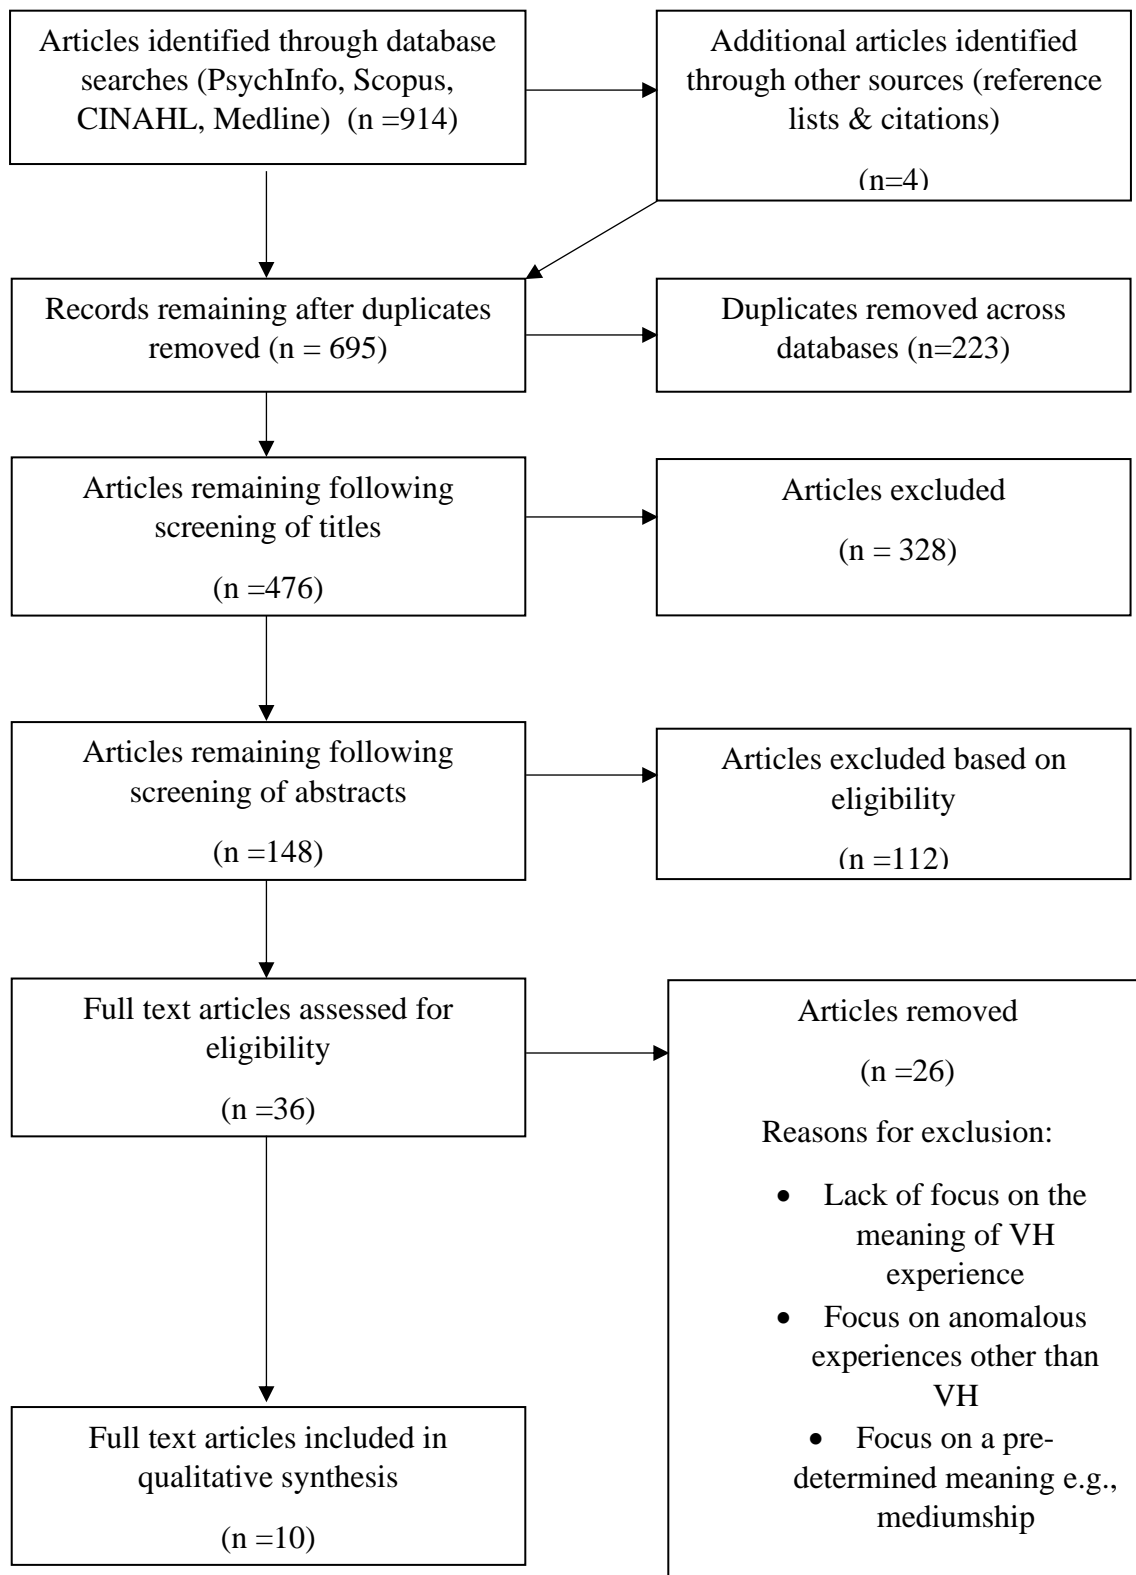 Articles identified through database
searches (PsychInfo, Scopus,
CINAHL, Medline)  (n =914)
Additional articles identified
through other sources (reference
lists & citations)
(n=4)
Records remaining after duplicates
removed (n = 695)
Duplicates removed across
databases (n=223)
Articles remaining following
screening of titles
(n =476)
Articles excluded
(n = 328)
Articles remaining following
screening of abstracts
(n =148)
Articles excluded based on
eligibility
(n =112)
Full text articles assessed for
eligibility
(n =36)
Articles removed
(n =26)
Reasons for exclusion:
• Lack of focus on the
meaning of VH
experience
• Focus on anomalous
experiences other than
VH
• Focus on a pre-
determined meaning e.g.,
mediumship
Full text articles included in
qualitative synthesis
(n =10)